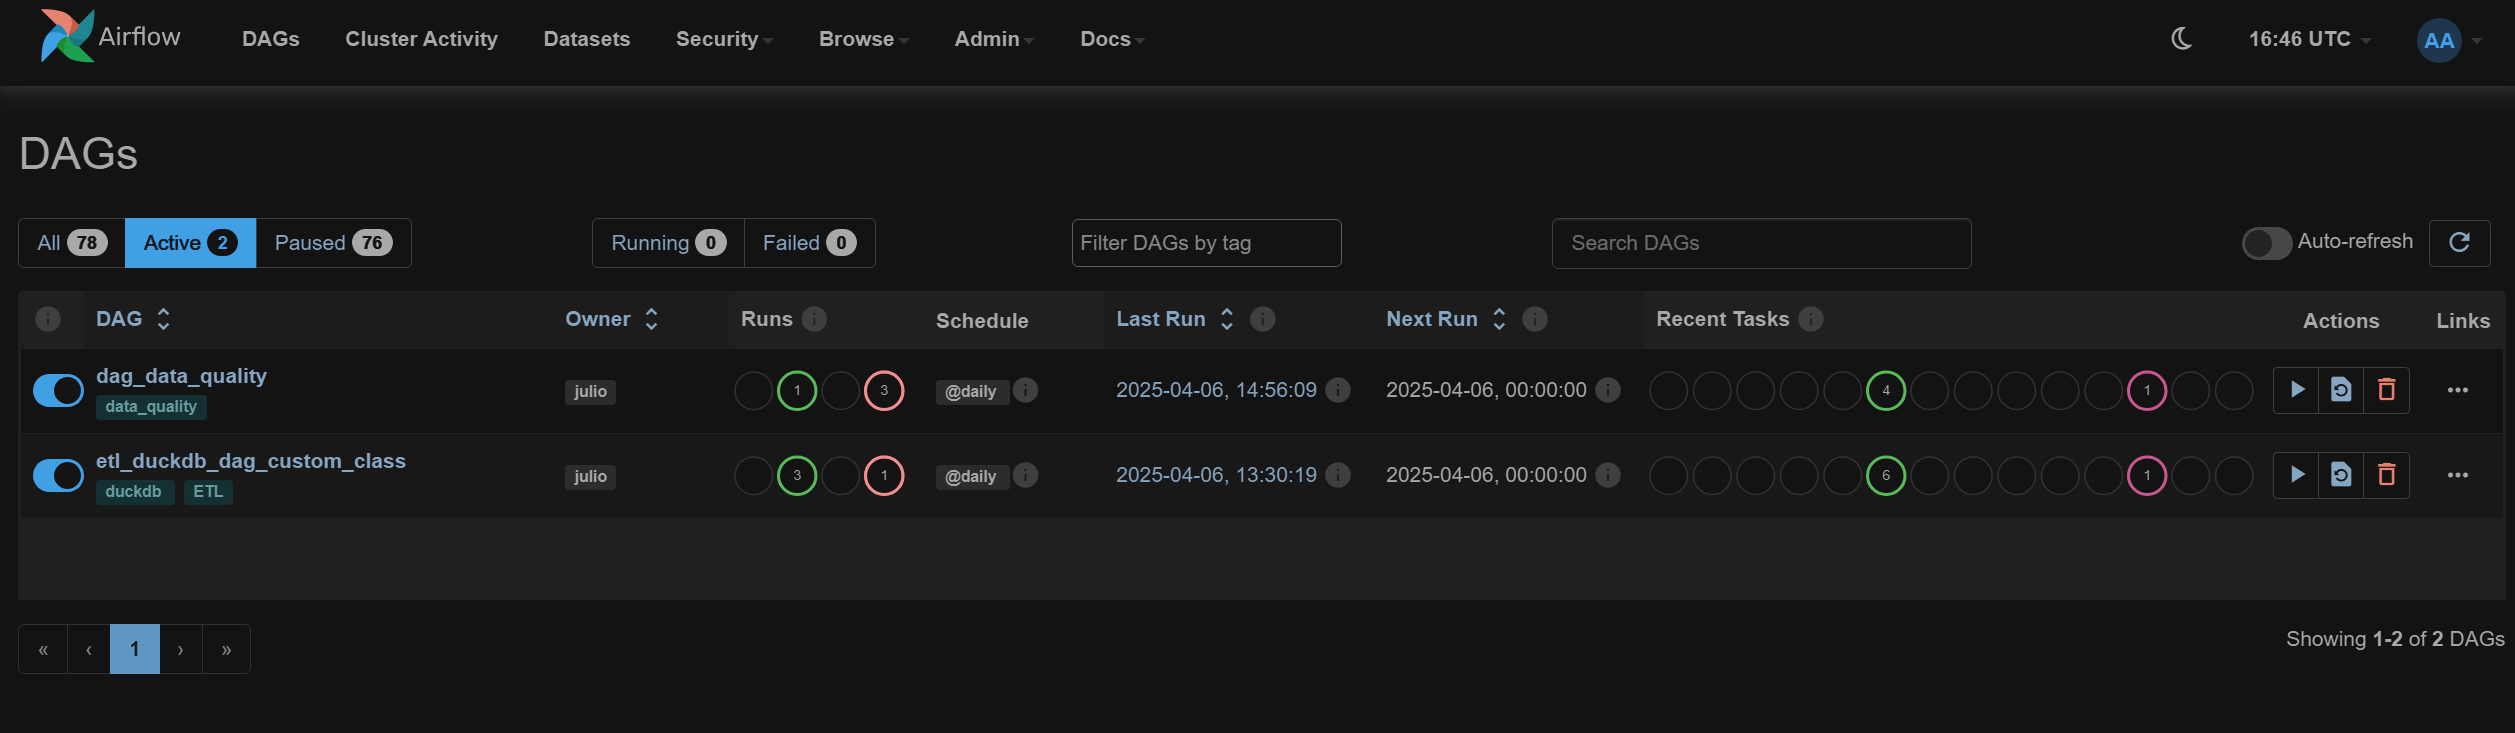 Airflow DAGs Cluster Activity Datasets Security Browse Admin Docs 16:46 UTC AA
DAGs
All 78 Active 2 Paused 76 Running 0 Failed 0 Filter DAGs by tag Search DAGs Auto-refresh
i DAG Owner Runs i Schedule Last Run i Next Run i Recent Tasks i Actions Links
dag_data_quality
julio 1 3 @daily i 2025-04-06, 14:56:09 i 2025-04-06, 00:00:00 i 4 1
data_quality
etl_duckdb_dag_custom_class
julio 3 1 @daily i 2025-04-06, 13:30:19 i 2025-04-06, 00:00:00 i 6 1
duckdb ETL
« ‹ 1 › »
Showing 1-2 of 2 DAGs